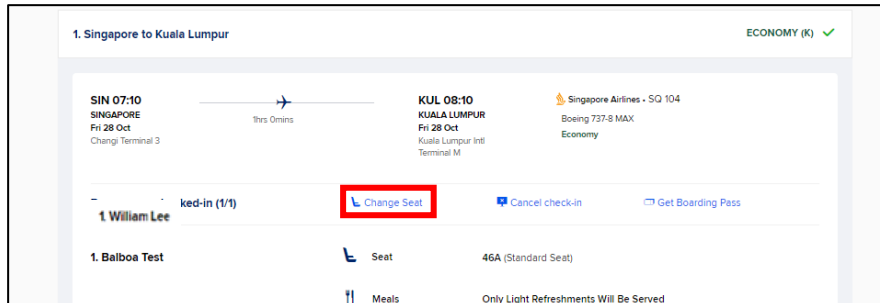 1. Singapore to Kuala Lumpur
ECONOMY (K)
SIN 07:10
SINGAPORE
Fri 28 Oct
Changi Terminal 3
1hrs 0mins
KUL 08:10
KUALA LUMPUR
Fri 28 Oct
Kuala Lumpur Intl
Terminal M
Singapore Airlines • SQ 104
Boeing 737-8 MAX
Economy
ked-in (1/1)
Change Seat
Cancel check-in
Get Boarding Pass
1. William Lee
1. Balboa Test
Seat
46A (Standard Seat)
Meals
Only Light Refreshments Will Be Served